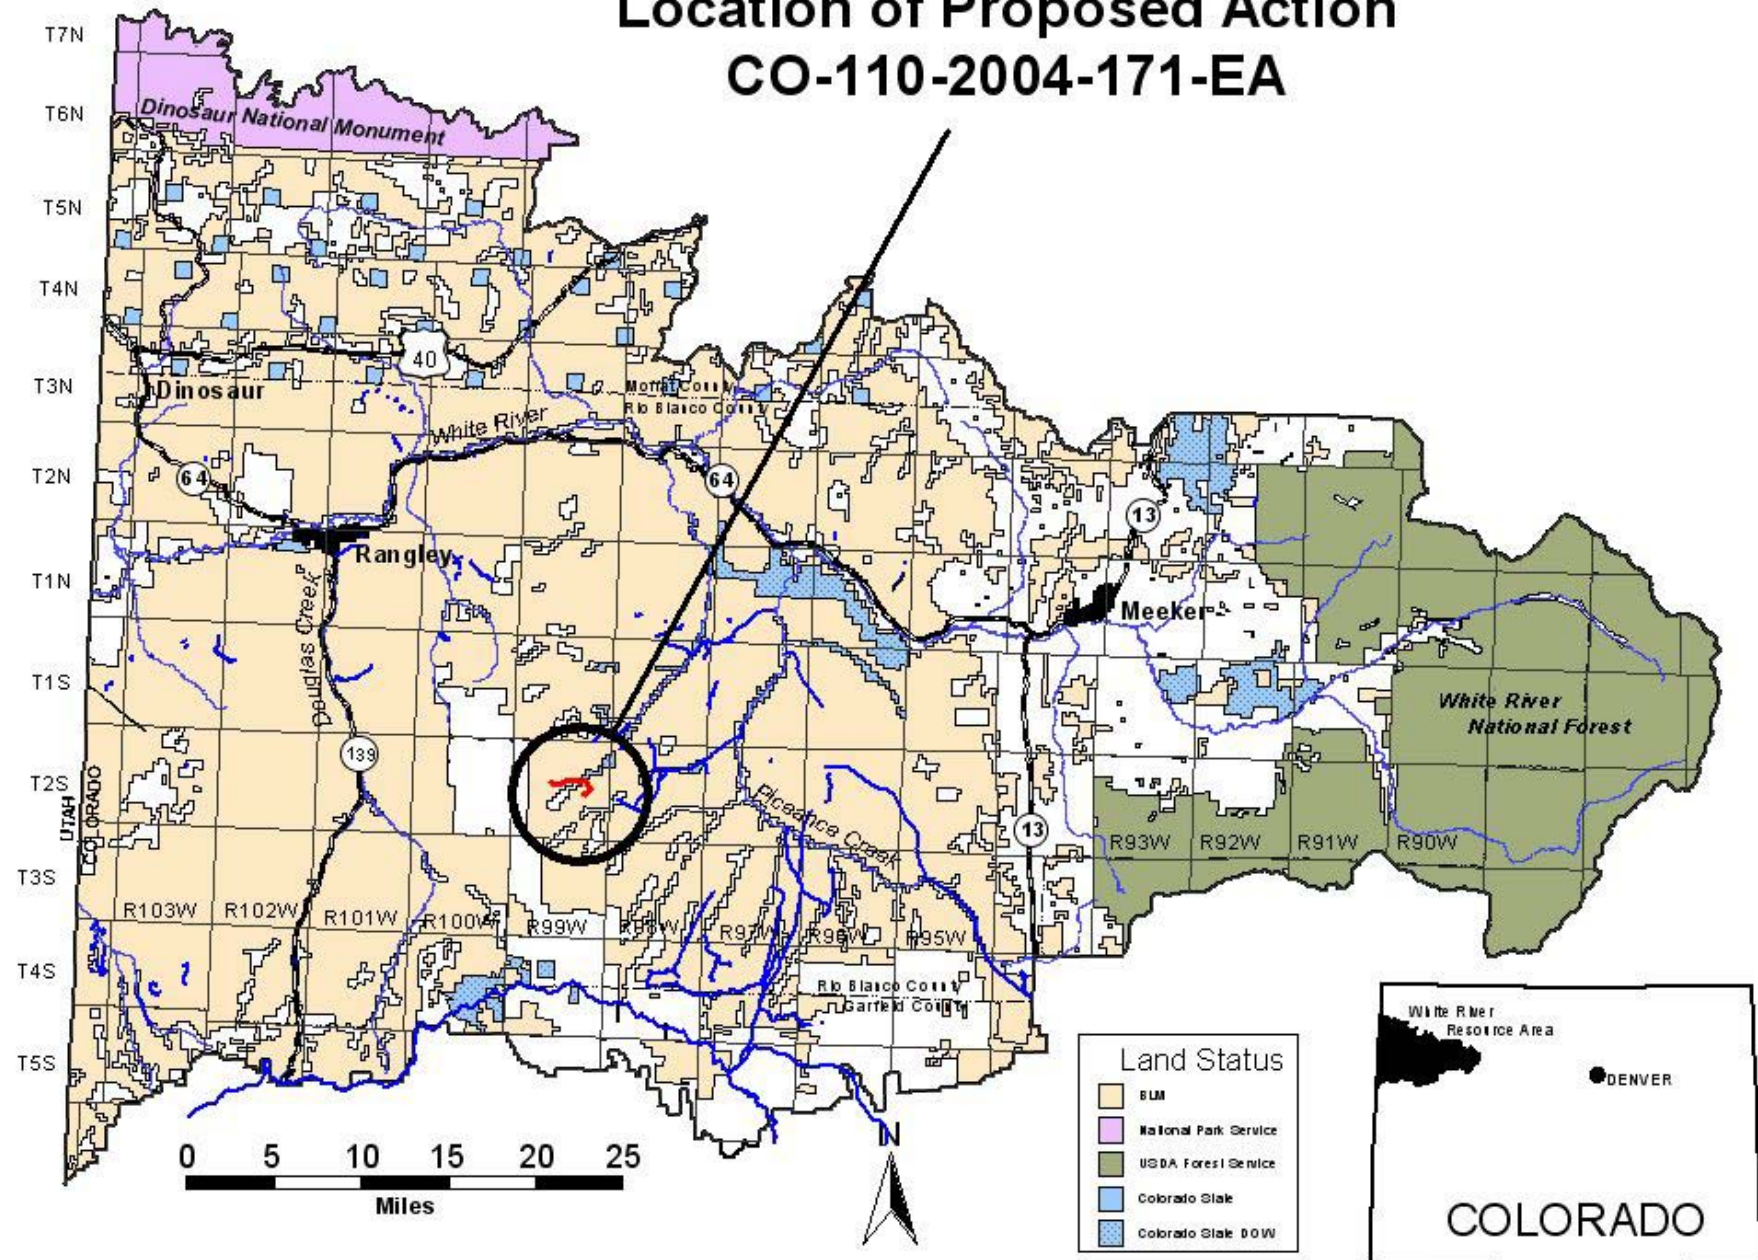 Location of Proposed Action
CO-110-2004-171-EA
T7N
T6N
T5N
T4N
T3N
T2N
T1N
T1S
T2S
T3S
T4S
T5S
Dinosaur National Monument
40
Dinosaur
Moffat County
Rio Blanco County
White River
64
64
13
Rangley
Meeker
Douglas Creek
139
White River
National Forest
UTAH
COLORADO
Piceance Creek
13
R93W
R92W
R91W
R90W
R103W
R102W
R101W
R100W
R99W
R98W
R97W
R96W
R95W
Rio Blanco County
Garfield County
0 5 10 15 20 25
Miles
N
Land Status
BLM
National Park Service
USDA Forest Service
Colorado State
Colorado State DOW
White River
Resource Area
DENVER
COLORADO